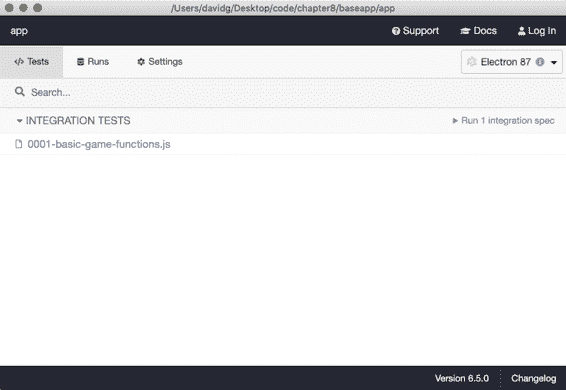 /Users/davidg/Desktop/code/chapter8/baseapp/app
app Support Docs Log In
Tests Runs Settings Electron 87
Search...
INTEGRATION TESTS Run 1 integration spec
0001-basic-game-functions.js
Version 6.5.0 Changelog